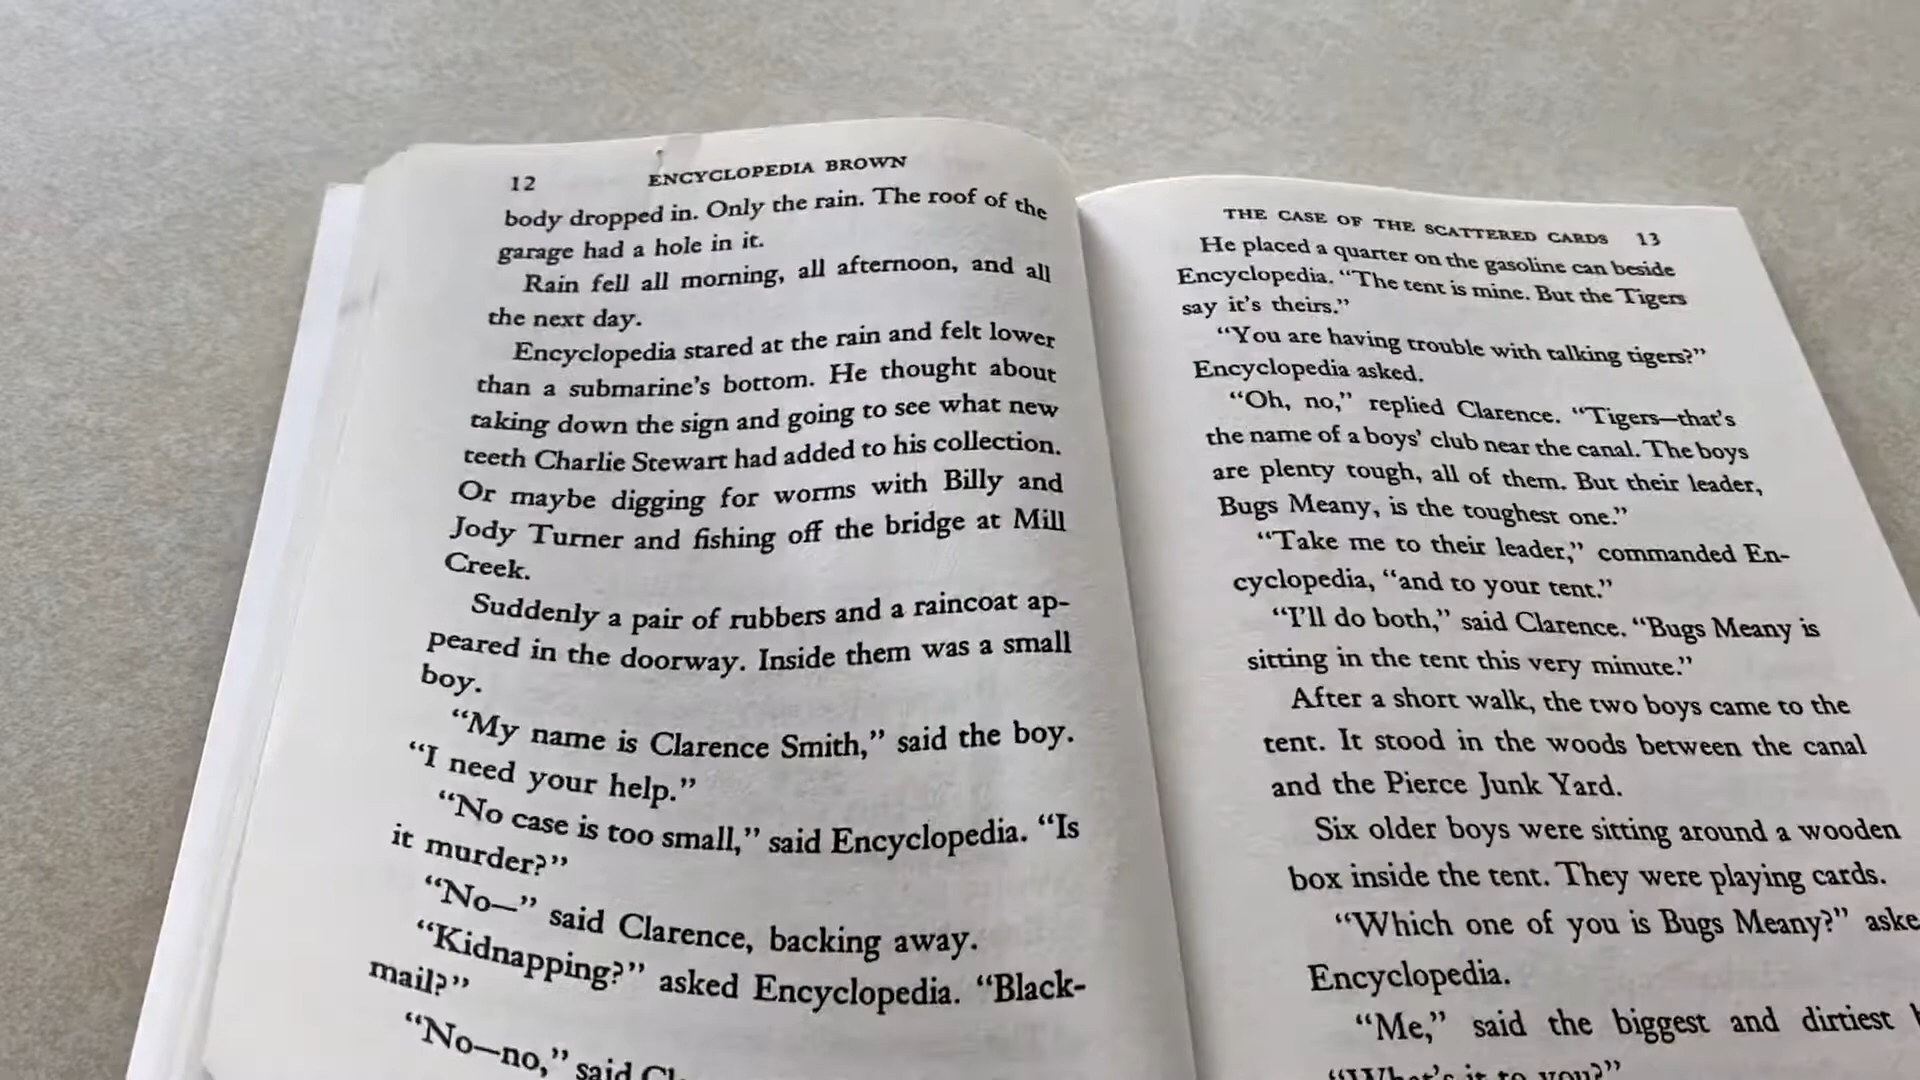 12 ENCYCLOPEDIA BROWN
body dropped in. Only the rain. The roof of the
garage had a hole in it.
Rain fell all morning, all afternoon, and all
the next day.
Encyclopedia stared at the rain and felt lower
than a submarine's bottom. He thought about
taking down the sign and going to see what new
teeth Charlie Stewart had added to his collection.
Or maybe digging for worms with Billy and
Jody Turner and fishing off the bridge at Mill
Creek.
Suddenly a pair of rubbers and a raincoat ap-
peared in the doorway. Inside them was a small
boy.
“My name is Clarence Smith,” said the boy.
“I need your help.”
“No case is too small,” said Encyclopedia. “Is
it murder?”
“No—” said Clarence, backing away.
“Kidnapping?” asked Encyclopedia. “Black-
mail?”
“No—no,” said
THE CASE OF THE SCATTERED CARDS 13
He placed a quarter on the gasoline can beside
Encyclopedia. “The tent is mine. But the Tigers
say it's theirs.”
“You are having trouble with talking tigers?”
Encyclopedia asked.
“Oh, no,” replied Clarence. “Tigers—that's
the name of a boys' club near the canal. The boys
are plenty tough, all of them. But their leader,
Bugs Meany, is the toughest one.”
“Take me to their leader,” commanded En-
cyclopedia, “and to your tent.”
“I'll do both,” said Clarence. “Bugs Meany is
sitting in the tent this very minute.”
After a short walk, the two boys came to the
tent. It stood in the woods between the canal
and the Pierce Junk Yard.
Six older boys were sitting around a wooden
box inside the tent. They were playing cards.
“Which one of you is Bugs Meany?” aske
Encyclopedia.
“Me,” said the biggest and dirtiest
“What's it to you?”